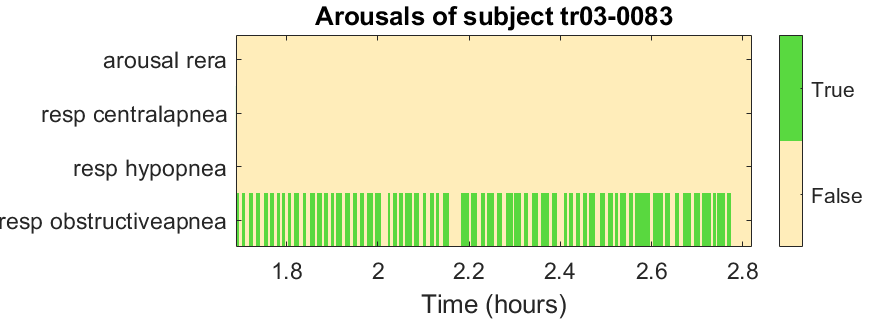 Arousals of subject tr03-0083
arousal rera
resp centralapnea
resp hypopnea
resp obstructiveapnea
1.8 2 2.2 2.4 2.6 2.8
Time (hours)
True
False